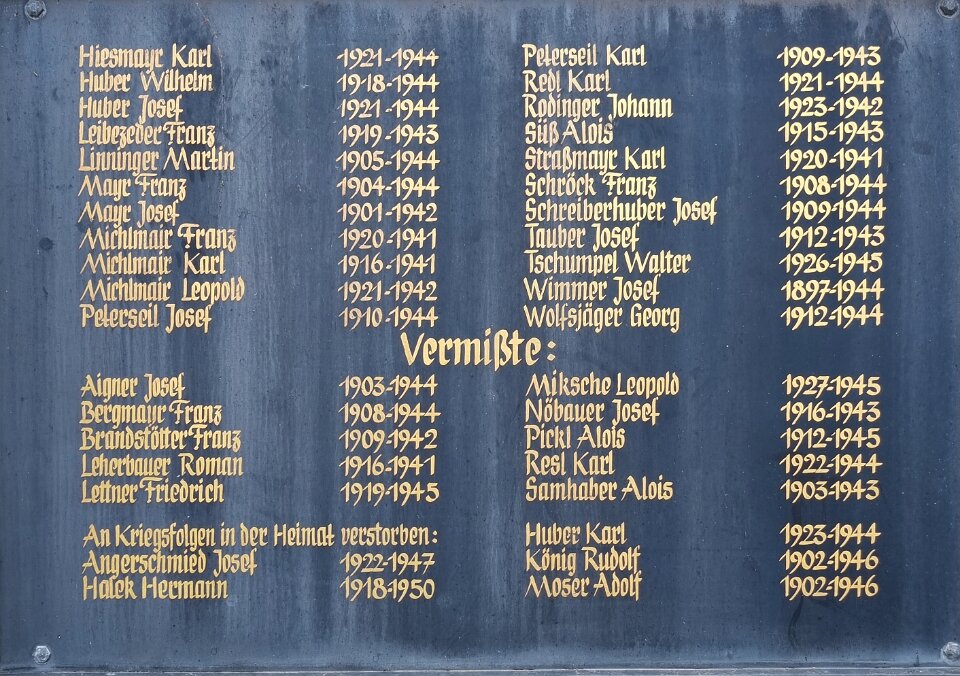 Hiesmayr Karl 1921-1944
Huber Wilhelm 1918-1944
Huber Josef 1921-1944
Leibezeder Franz 1919-1943
Linninger Martin 1905-1944
Mayr Franz 1904-1944
Mayr Josef 1901-1942
Michlmair Franz 1920-1941
Michlmair Karl 1916-1941
Michlmair Leopold 1921-1942
Peterseil Josef 1910-1944
Peterseil Karl 1909-1943
Redl Karl 1921-1944
Rodinger Johann 1923-1942
Süß Alois 1915-1943
Straßmayr Karl 1920-1941
Schröck Franz 1908-1944
Schreiberhuber Josef 1909-1944
Tauber Josef 1912-1943
Tschumpel Walter 1926-1945
Wimmer Josef 1897-1944
Wolfsjäger Georg 1912-1944
Vermißte:
Aigner Josef 1903-1944
Bergmayr Franz 1908-1944
Brandstötter Franz 1909-1942
Leherbauer Roman 1916-1941
Lettner Friedrich 1919-1945
Miksche Leopold 1927-1945
Nöbauer Josef 1916-1943
Pickl Alois 1912-1945
Resl Karl 1922-1944
Samhaber Alois 1903-1943
An Kriegsfolgen in der Heimat verstorben:
Angerschmied Josef 1922-1947
Hasek Hermann 1918-1950
Huber Karl 1923-1944
König Rudolf 1902-1946
Moser Adolf 1902-1946